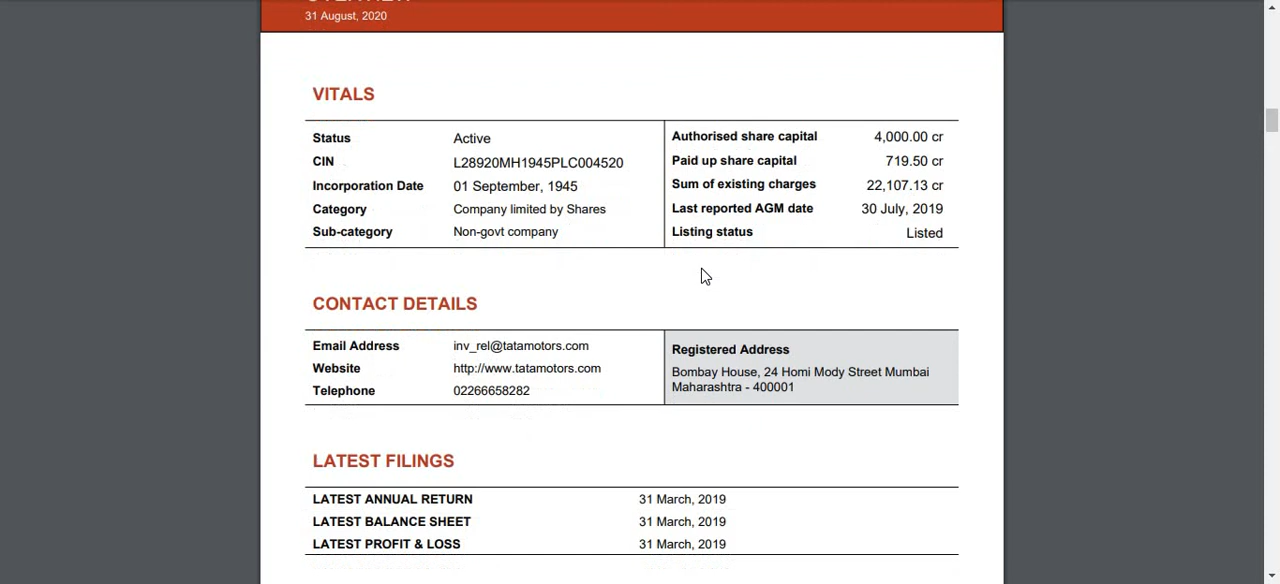 31 August, 2020
VITALS
Status Active
CIN L28920MH1945PLC004520
Incorporation Date 01 September, 1945
Category Company limited by Shares
Sub-category Non-govt company
Authorised share capital 4,000.00 cr
Paid up share capital 719.50 cr
Sum of existing charges 22,107.13 cr
Last reported AGM date 30 July, 2019
Listing status Listed
CONTACT DETAILS
Email Address inv_rel@tatamotors.com
Website http://www.tatamotors.com
Telephone 02266658282
Registered Address
Bombay House, 24 Homi Mody Street Mumbai
Maharashtra - 400001
LATEST FILINGS
LATEST ANNUAL RETURN 31 March, 2019
LATEST BALANCE SHEET 31 March, 2019
LATEST PROFIT & LOSS 31 March, 2019